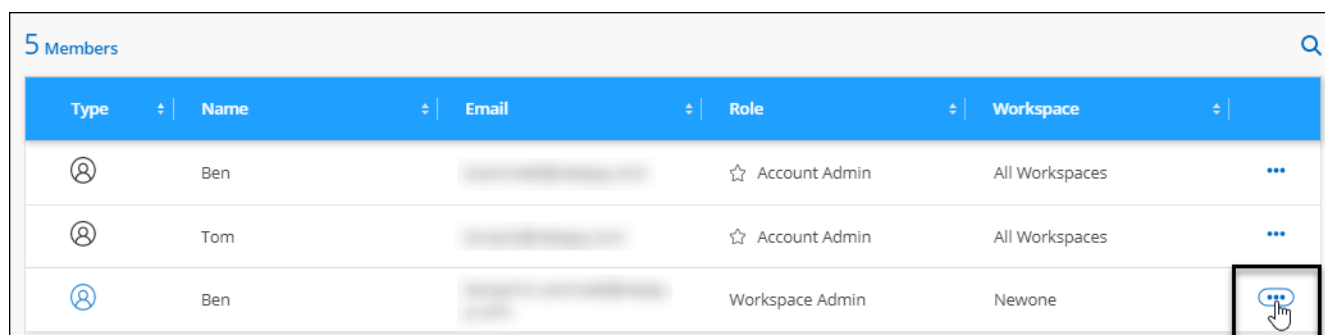 5 Members
Type Name Email Role Workspace
Ben Account Admin All Workspaces
Tom Account Admin All Workspaces
Ben Workspace Admin Newone